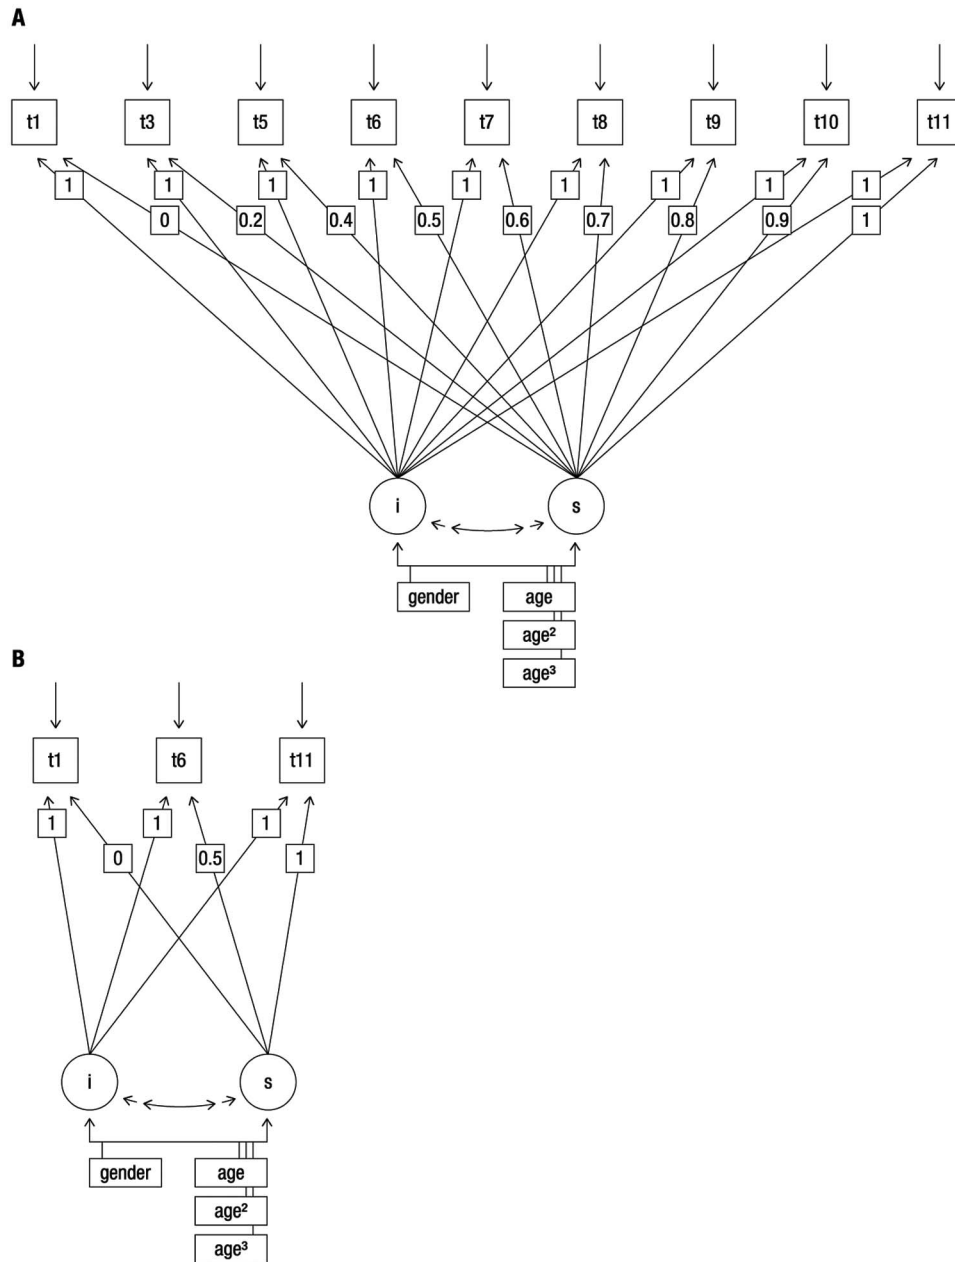 A
t1 t3 t5 t6 t7 t8 t9 t10 t11
1 1 1 1 1 1 1 1 1
0 0.2 0.4 0.5 0.6 0.7 0.8 0.9 1
i s
gender age
age²
age³
B
t1 t6 t11
1 1 1
0 0.5 1
i s
gender age
age²
age³